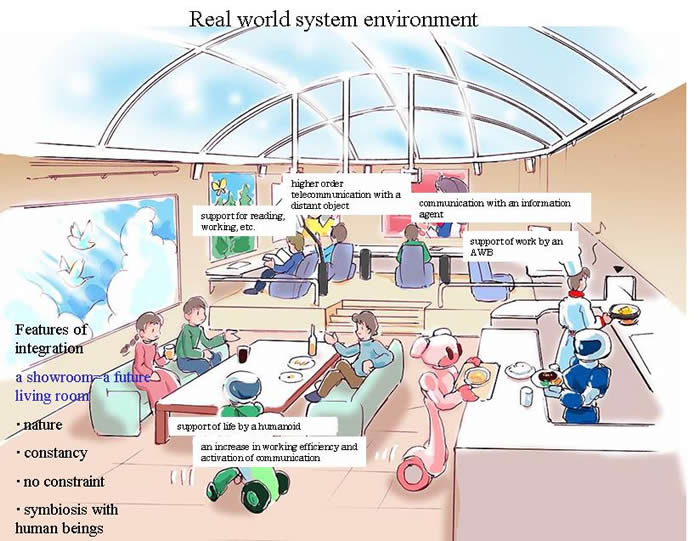 Real world system environment
higher order
telecommunication with a
distant object
support for reading,
working, etc.
communication with an information
agent
support of work by an
AWB
Features of
integration
a showroom=a future
living room
・nature
・constancy
・no constraint
・symbiosis with
human beings
support of life by a humanoid
an increase in working efficiency and
activation of communication